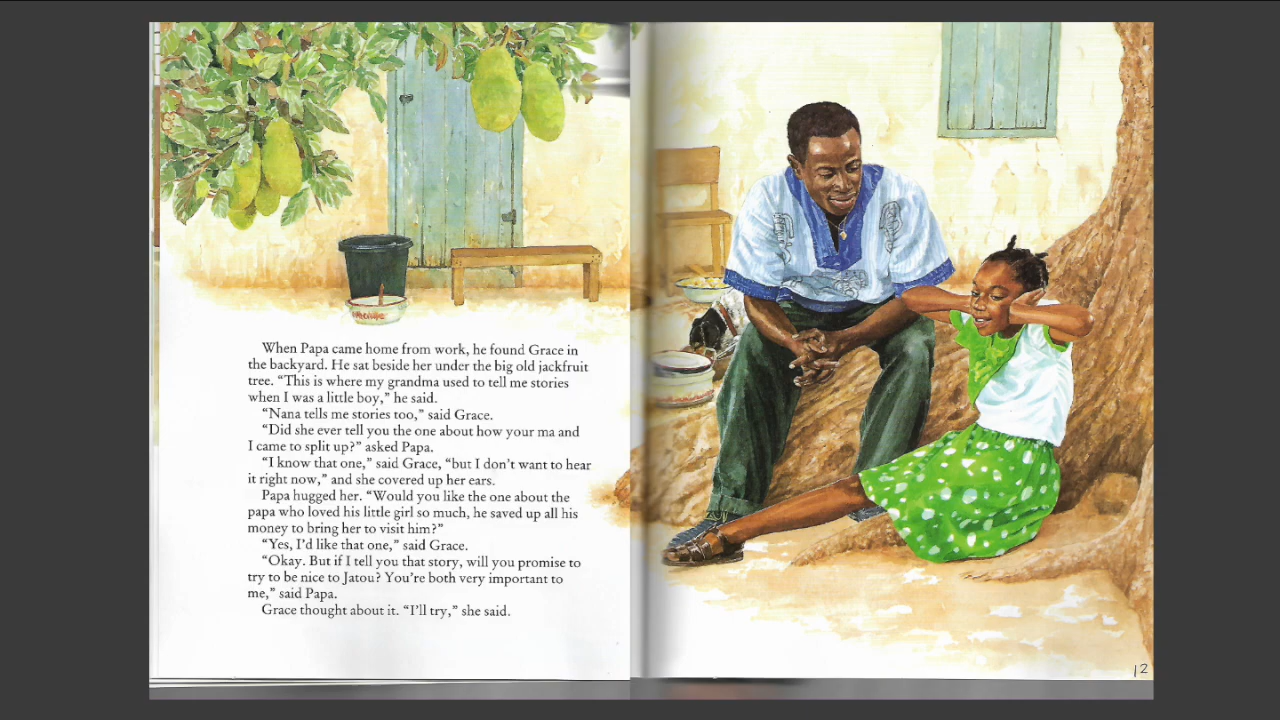 When Papa came home from work, he found Grace in
the backyard. He sat beside her under the big old jackfruit
tree. “This is where my grandma used to tell me stories
when I was a little boy,” he said.
“Nana tells me stories too,” said Grace.
“Did she ever tell you the one about how your ma and
I came to split up?” asked Papa.
“I know that one,” said Grace, “but I don’t want to hear
it right now,” and she covered up her ears.
Papa hugged her. “Would you like the one about the
papa who loved his little girl so much, he saved up all his
money to bring her to visit him?”
“Yes, I’d like that one,” said Grace.
“Okay. But if I tell you that story, will you promise to
try to be nice to Jatou? You’re both very important to
me,” said Papa.
Grace thought about it. “I’ll try,” she said.
12